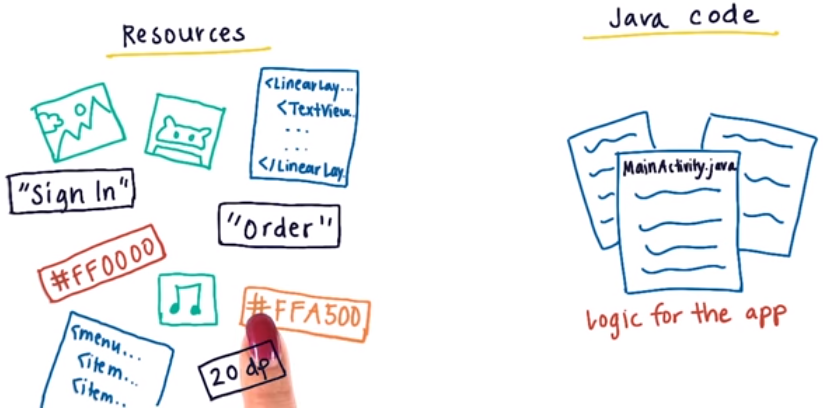 Resources
Java code
<LinearLay...
<TextView..
...
...
</LinearLay.
"Sign In"
"Order"
#FF0000
#FFA500
<menu...
<item...
<item..
20 dp
MainActivity.java
Logic for the app